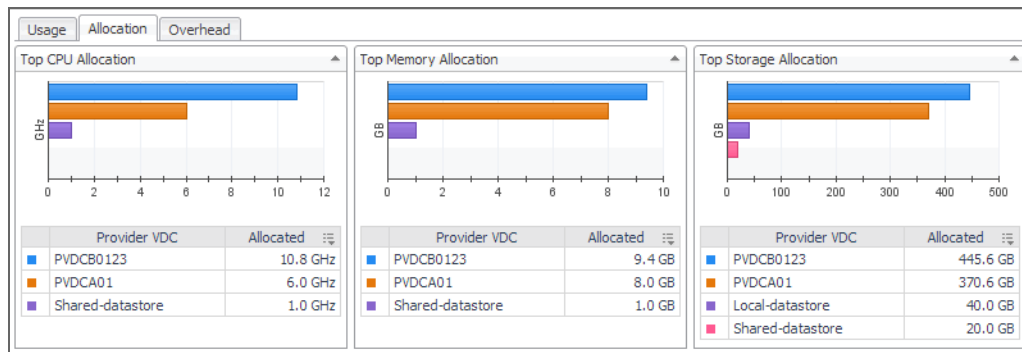 Usage Allocation Overhead
Top CPU Allocation
GHz
0 2 4 6 8 10 12
Provider VDC Allocated
PVDCB0123 10.8 GHz
PVDCA01 6.0 GHz
Shared-datastore 1.0 GHz
Top Memory Allocation
GB
0 2 4 6 8 10
Provider VDC Allocated
PVDCB0123 9.4 GB
PVDCA01 8.0 GB
Shared-datastore 1.0 GB
Top Storage Allocation
GB
0 100 200 300 400 500
Provider VDC Allocated
PVDCB0123 445.6 GB
PVDCA01 370.6 GB
Local-datastore 40.0 GB
Shared-datastore 20.0 GB